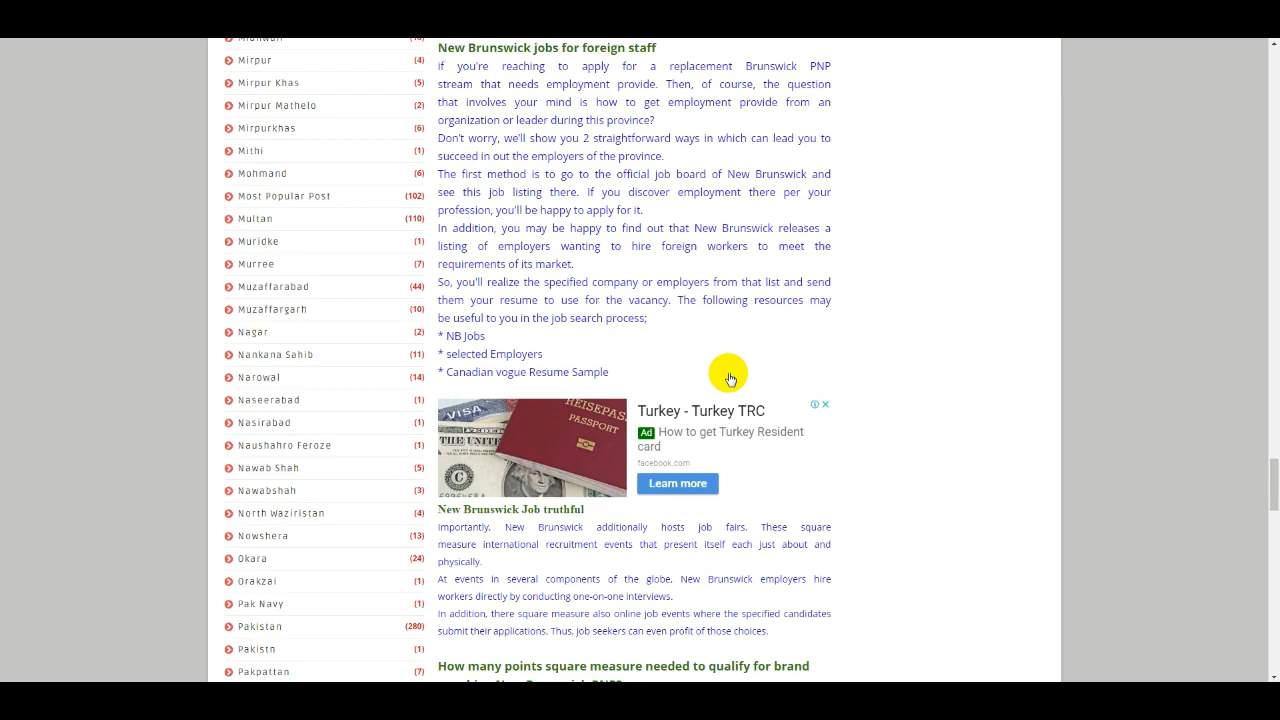 Mirpur (4)
Mirpur Khas (5)
Mirpur Mathelo (2)
Mirpurkhas (6)
Mithi (1)
Mohmand (6)
Most Popular Post (102)
Multan (110)
Muridke (1)
Murree (7)
Muzaffarabad (44)
Muzaffargarh (10)
Nagar (2)
Nankana Sahib (11)
Narowal (14)
Naseerabad (1)
Nasirabad (1)
Naushahro Feroze (1)
Nawab Shah (5)
Nawabshah (3)
North Waziristan (4)
Nowshera (13)
Okara (24)
Orakzai (1)
Pak Navy (1)
Pakistan (280)
Pakistn (1)
Pakpattan (7)
New Brunswick jobs for foreign staff
if you're reaching to apply for a replacement Brunswick PNP
stream that needs employment provide. Then, of course, the question
that involves your mind is how to get employment provide from an
organization or leader during this province?
Don't worry, we'll show you 2 straightforward ways in which can lead you to
succeed in out the employers of the province.
The first method is to go to the official job board of New Brunswick and
see this job listing there. If you discover employment there per your
profession, you'll be happy to apply for it.
In addition, you may be happy to find out that New Brunswick releases a
listing of employers wanting to hire foreign workers to meet the
requirements of its market.
So, you'll realize the specified company or employers from that list and send
them your resume to use for the vacancy. The following resources may
be useful to you in the job search process;
* NB Jobs
* selected Employers
* Canadian vogue Resume Sample
VISA
THE UNITED
REISEPAS
PASSPORT
Turkey - Turkey TRC
Ad How to get Turkey Resident
card
facebook.com
Learn more
New Brunswick Job truthful
Importantly, New Brunswick additionally hosts job fairs. These square
measure international recruitment events that present itself each just about and
physically.
At events in several components of the globe, New Brunswick employers hire
workers directly by conducting one-on-one interviews.
In addition, there square measure also online job events where the specified candidates
submit their applications. Thus, job seekers can even profit of those choices.
How many points square measure needed to qualify for brand